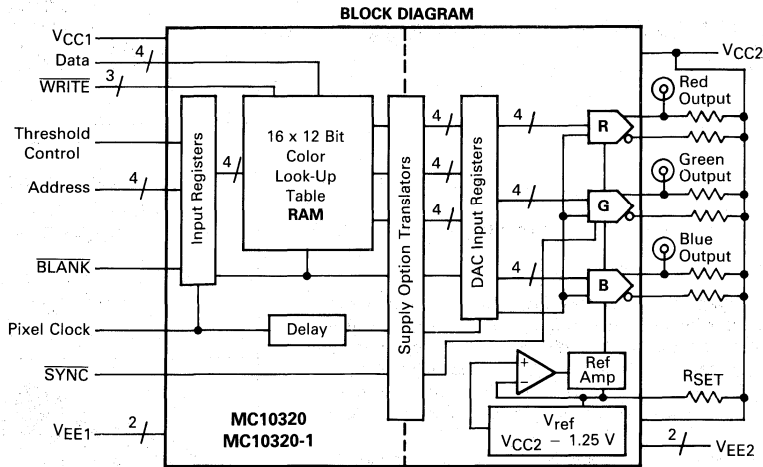 BLOCK DIAGRAM
VCC1
Data
4
WRITE
3
Threshold
Control
Address
4
BLANK
Pixel Clock
SYNC
VEE1
2
Input Registers
4
16 x 12 Bit
Color
Look-Up
Table
RAM
Delay
MC10320
MC10320-1
Supply Option Translators
4
4
4
DAC Input Registers
4
4
4
R
G
B
+
−
Ref
Amp
Vref
VCC2 − 1.25 V
VCC2
Red
Output
Green
Output
Blue
Output
RSET
2
VEE2